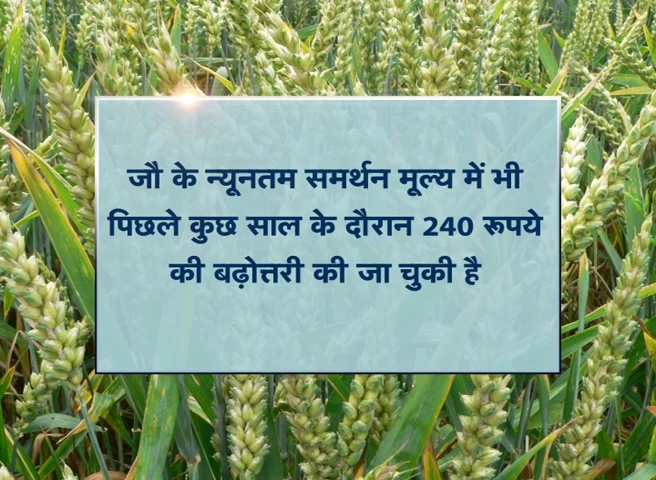 जौ के न्यूनतम समर्थन मूल्य में भी
पिछले कुछ साल के दौरान 240 रूपये
की बढ़ोत्तरी की जा चुकी है